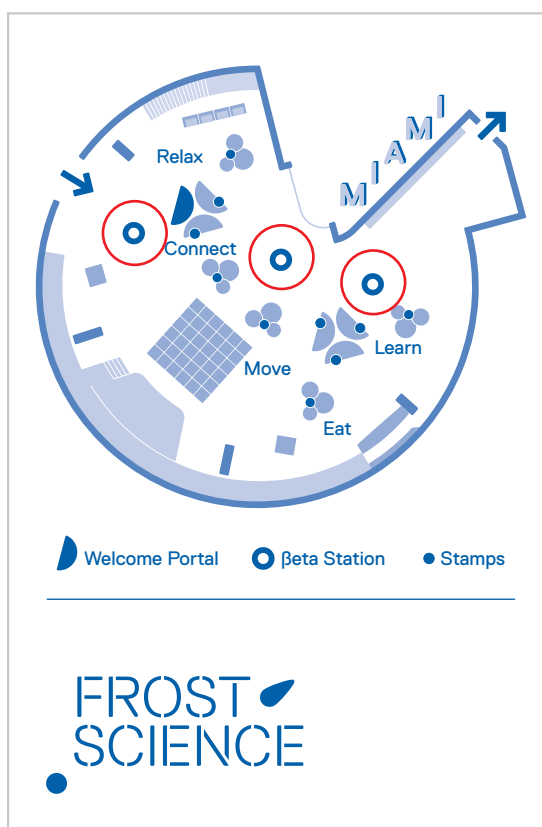 MIAMI
Relax
Connect
Learn
Move
Eat
Welcome Portal
βeta Station
Stamps
FROST
SCIENCE